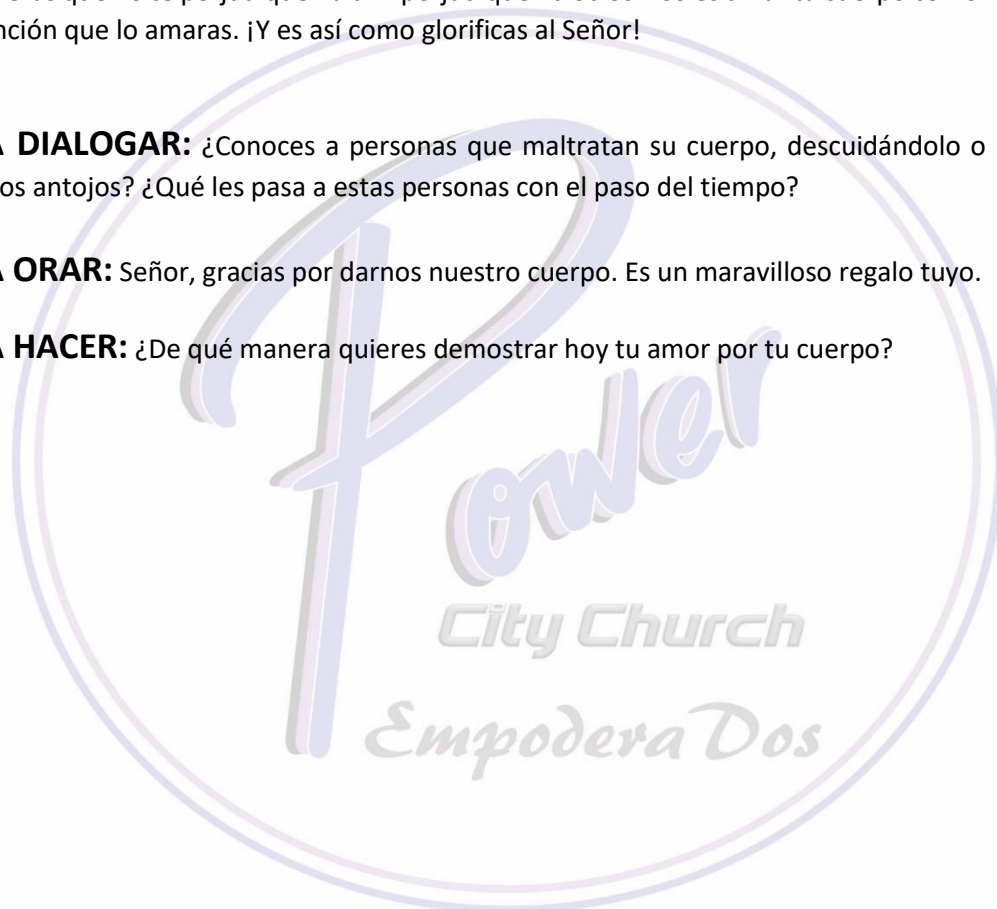 nción que lo amaras. ¡Y es así como glorificas al Señor!
A DIALOGAR: ¿Conoces a personas que maltratan su cuerpo, descuidándolo o
os antojos? ¿Qué les pasa a estas personas con el paso del tiempo?
A ORAR: Señor, gracias por darnos nuestro cuerpo. Es un maravilloso regalo tuyo.
A HACER: ¿De qué manera quieres demostrar hoy tu amor por tu cuerpo?
Power
City Church
EmpoderaDos